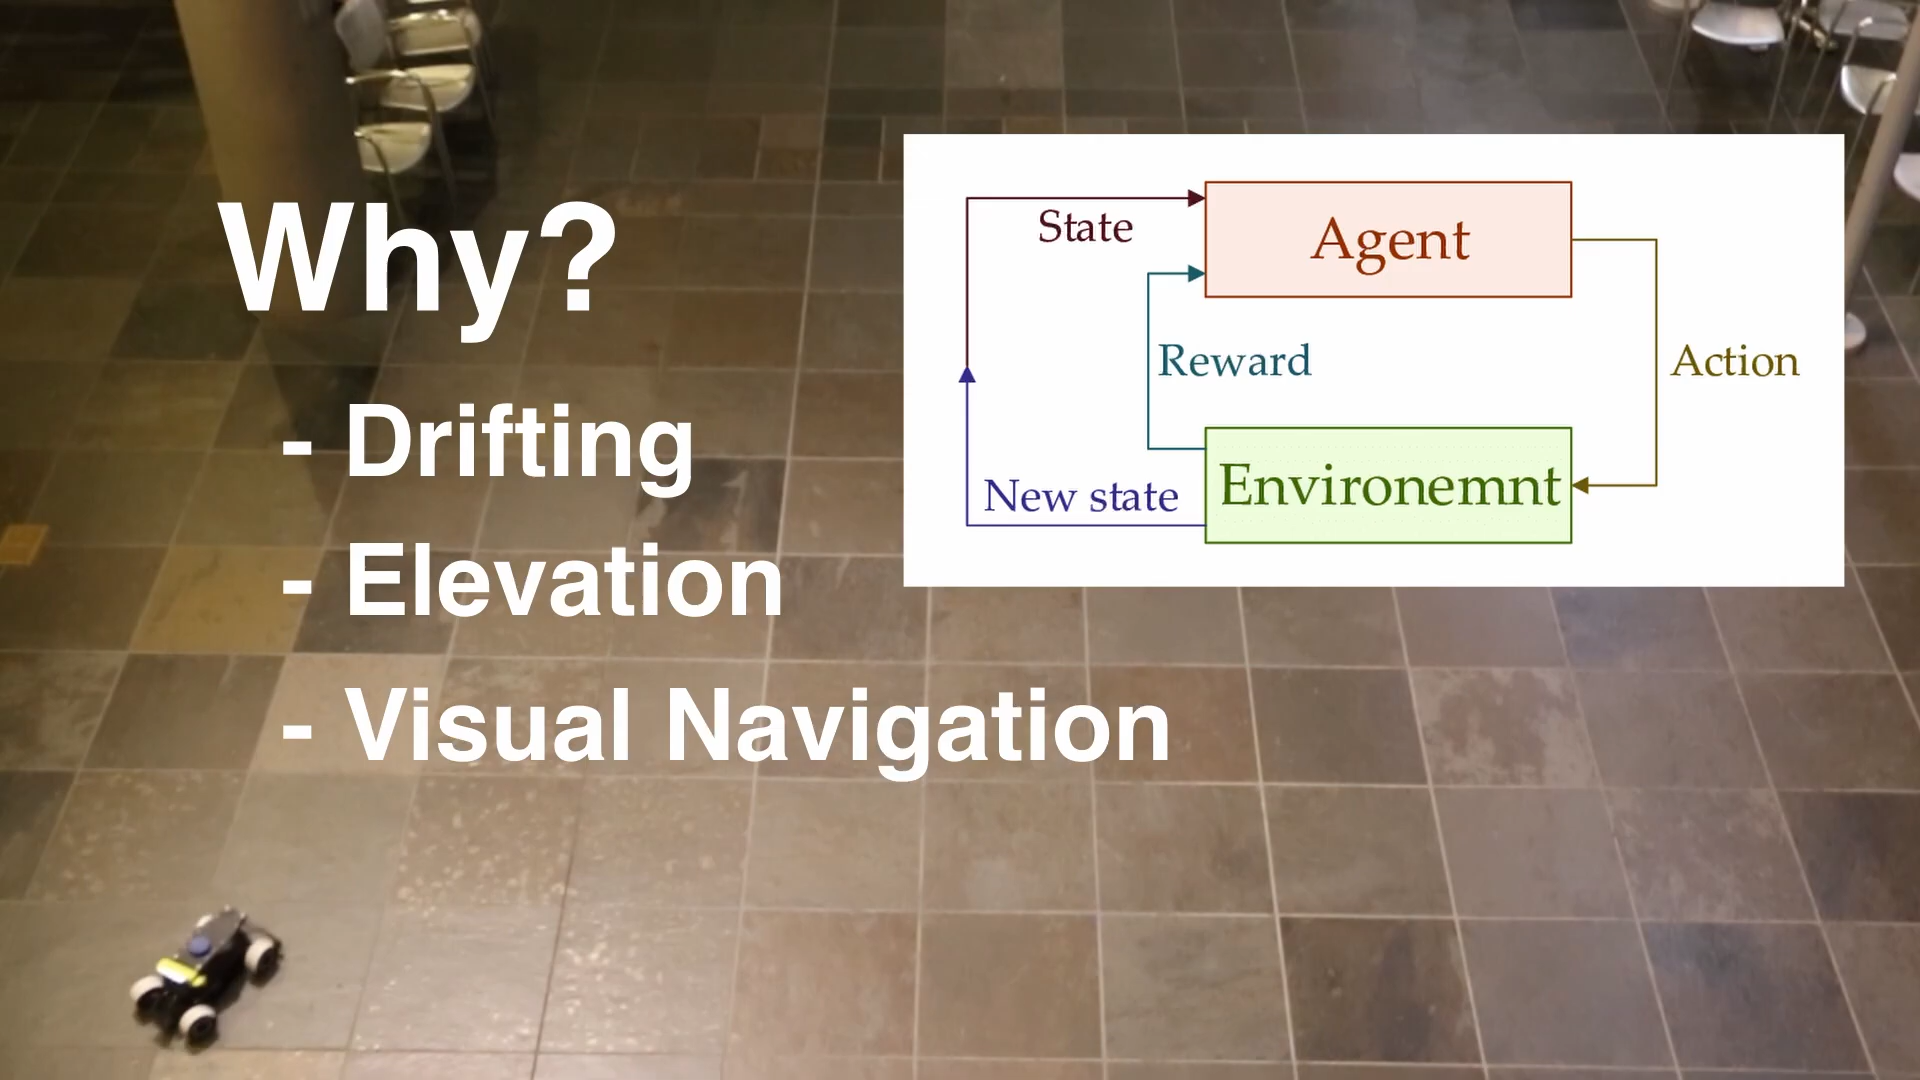 Why?
- Drifting
- Elevation
- Visual Navigation
State
Agent
Reward
Action
New state
Environemnt